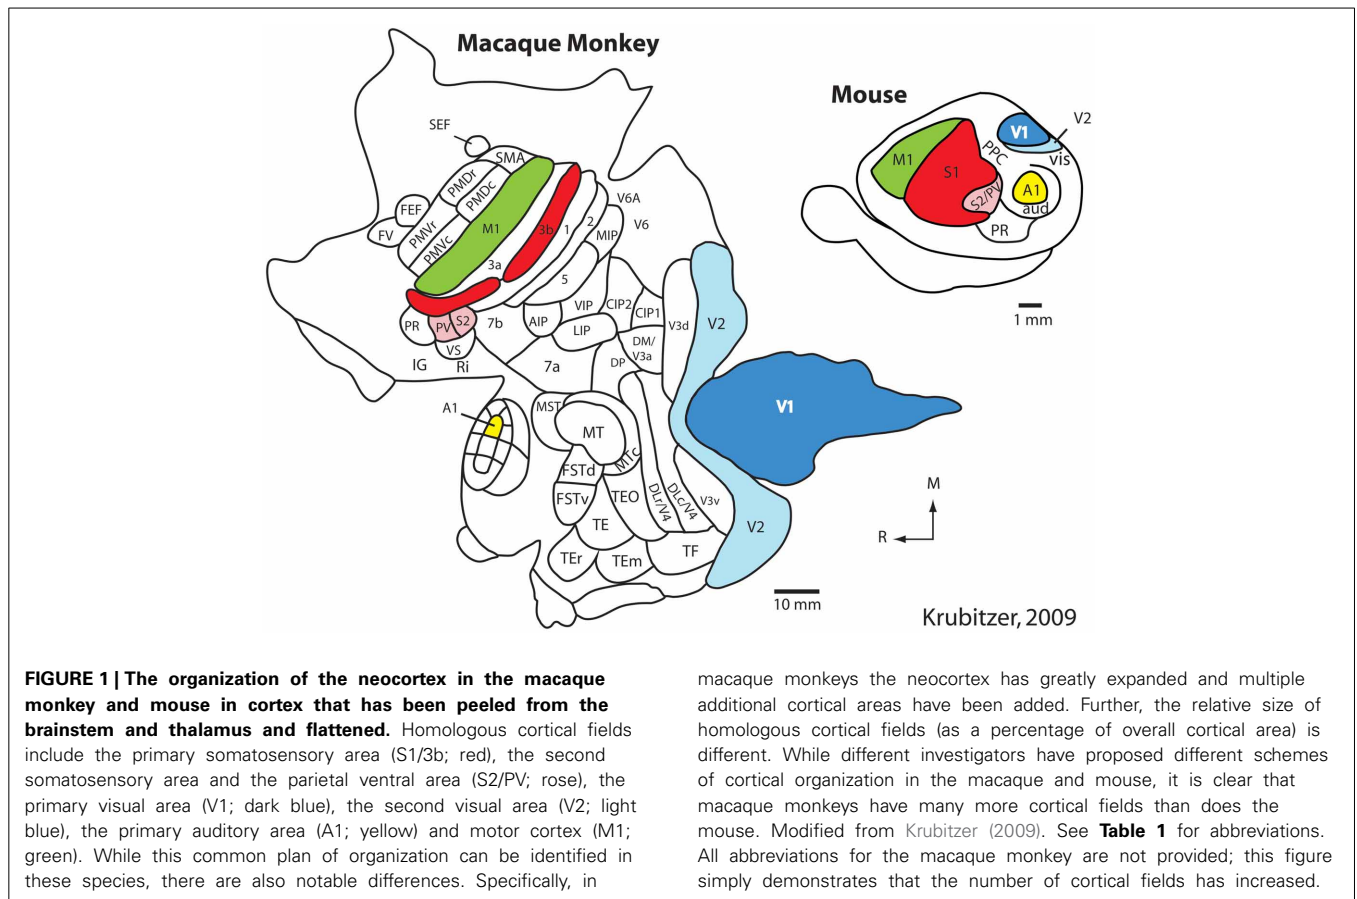 Macaque Monkey
Mouse
SEF
SMA
PMDr
PMDc
FEF
FV
PMVr
PMVc
M1
3a
3b
1
2
5
MIP
V6A
V6
PR
PV
S2
VS
7b
IG
Ri
AIP
VIP
LIP
CIP2
CIP1
DM/
V3a
V3d
7a
DP
V2
V1
A1
MST
MT
MTc
FSTd
FSTv
TEO
TE
TEr
TEm
TF
DLr/V4
DLc/V4
V3v
V2
M1
S1
S2/PV
PPC
PR
V1
V2
vis
A1
aud
1 mm
M
R
10 mm
Krubitzer, 2009
FIGURE 1 | The organization of the neocortex in the macaque
monkey and mouse in cortex that has been peeled from the
brainstem and thalamus and flattened. Homologous cortical fields
include the primary somatosensory area (S1/3b; red), the second
somatosensory area and the parietal ventral area (S2/PV; rose), the
primary visual area (V1; dark blue), the second visual area (V2; light
blue), the primary auditory area (A1; yellow) and motor cortex (M1;
green). While this common plan of organization can be identified in
these species, there are also notable differences. Specifically, in
macaque monkeys the neocortex has greatly expanded and multiple
additional cortical areas have been added. Further, the relative size of
homologous cortical fields (as a percentage of overall cortical area) is
different. While different investigators have proposed different schemes
of cortical organization in the macaque and mouse, it is clear that
macaque monkeys have many more cortical fields than does the
mouse. Modified from Krubitzer (2009). See Table 1 for abbreviations.
All abbreviations for the macaque monkey are not provided; this figure
simply demonstrates that the number of cortical fields has increased.